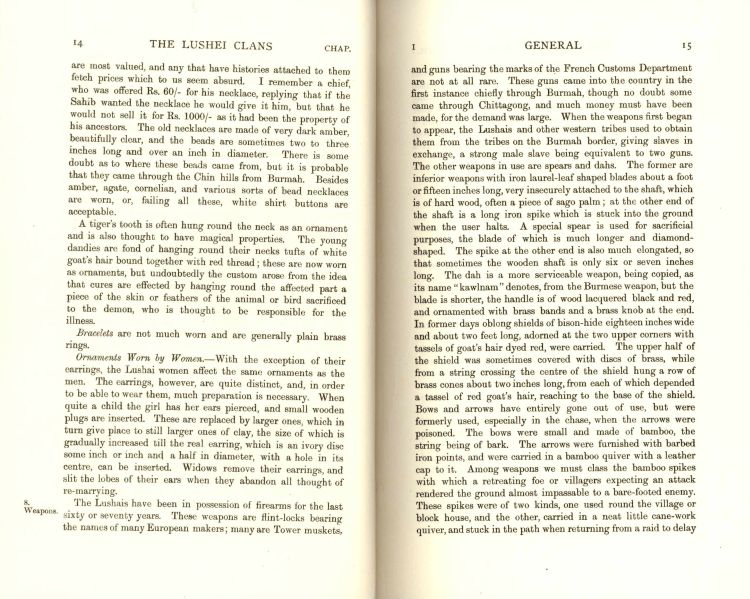 14 THE LUSHEI CLANS CHAP.
are most valued, and any that have histories attached to them
fetch prices which to us seem absurd. I remember a chief,
who was offered Rs. 60/- for his necklace, replying that if the
Sahib wanted the necklace he would give it him, but that he
would not sell it for Rs. 1000/- as it had been the property of
his ancestors. The old necklaces are made of very dark amber,
beautifully clear, and the beads are sometimes two to three
inches long and over an inch in diameter. There is some
doubt as to where these beads came from, but it is probable
that they came through the Chin hills from Burmah. Besides
amber, agate, cornelian, and various sorts of bead necklaces
are worn, or, failing all these, white shirt buttons are
acceptable.
A tiger's tooth is often hung round the neck as an ornament
and is also thought to have magical properties. The young
dandies are fond of hanging round their necks tufts of white
goat's hair bound together with red thread; these are now worn
as ornaments, but undoubtedly the custom arose from the idea
that cures are effected by hanging round the affected part a
piece of the skin or feathers of the animal or bird sacrificed
to the demon, who is thought to be responsible for the
illness.
Bracelets are not much worn and are generally plain brass
rings.
Ornaments Worn by Women.—With the exception of their
earrings, the Lushai women affect the same ornaments as the
men. The earrings, however, are quite distinct, and, in order
to be able to wear them, much preparation is necessary. When
quite a child the girl has her ears pierced, and small wooden
plugs are inserted. These are replaced by larger ones, which in
turn give place to still larger ones of clay, the size of which is
gradually increased till the real earring, which is an ivory disc
some inch or inch and a half in diameter, with a hole in its
centre, can be inserted. Widows remove their earrings, and
slit the lobes of their ears when they abandon all thought of
re-marrying.
8.
Weapons.
The Lushais have been in possession of firearms for the last
sixty or seventy years. These weapons are flint-locks bearing
the names of many European makers; many are Tower muskets,
I GENERAL 15
and guns bearing the marks of the French Customs Department
are not at all rare. These guns came into the country in the
first instance chiefly through Burmah, though no doubt some
came through Chittagong, and much money must have been
made, for the demand was large. When the weapons first began
to appear, the Lushais and other western tribes used to obtain
them from the tribes on the Burmah border, giving slaves in
exchange, a strong male slave being equivalent to two guns.
The other weapons in use are spears and dahs. The former are
inferior weapons with iron laurel-leaf shaped blades about a foot
or fifteen inches long, very insecurely attached to the shaft, which
is of hard wood, often a piece of sago palm; at the other end of
the shaft is a long iron spike which is stuck into the ground
when the user halts. A special spear is used for sacrificial
purposes, the blade of which is much longer and diamond-
shaped. The spike at the other end is also much elongated, so
that sometimes the wooden shaft is only six or seven inches
long. The dah is a more serviceable weapon, being copied, as
its name "kawlnam" denotes, from the Burmese weapon, but the
blade is shorter, the handle is of wood lacquered black and red,
and ornamented with brass bands and a brass knob at the end.
In former days oblong shields of bison-hide eighteen inches wide
and about two feet long, adorned at the two upper corners with
tassels of goat's hair dyed red, were carried. The upper half of
the shield was sometimes covered with discs of brass, while
from a string crossing the centre of the shield hung a row of
brass cones about two inches long, from each of which depended
a tassel of red goat's hair, reaching to the base of the shield.
Bows and arrows have entirely gone out of use, but were
formerly used, especially in the chase, when the arrows were
poisoned. The bows were small and made of bamboo, the
string being of bark. The arrows were furnished with barbed
iron points, and were carried in a bamboo quiver with a leather
cap to it. Among weapons we must class the bamboo spikes
with which a retreating foe or villagers expecting an attack
rendered the ground almost impassable to a bare-footed enemy.
These spikes were of two kinds, one used round the village or
block house, and the other, carried in a neat little cane-work
quiver, and stuck in the path when returning from a raid to delay